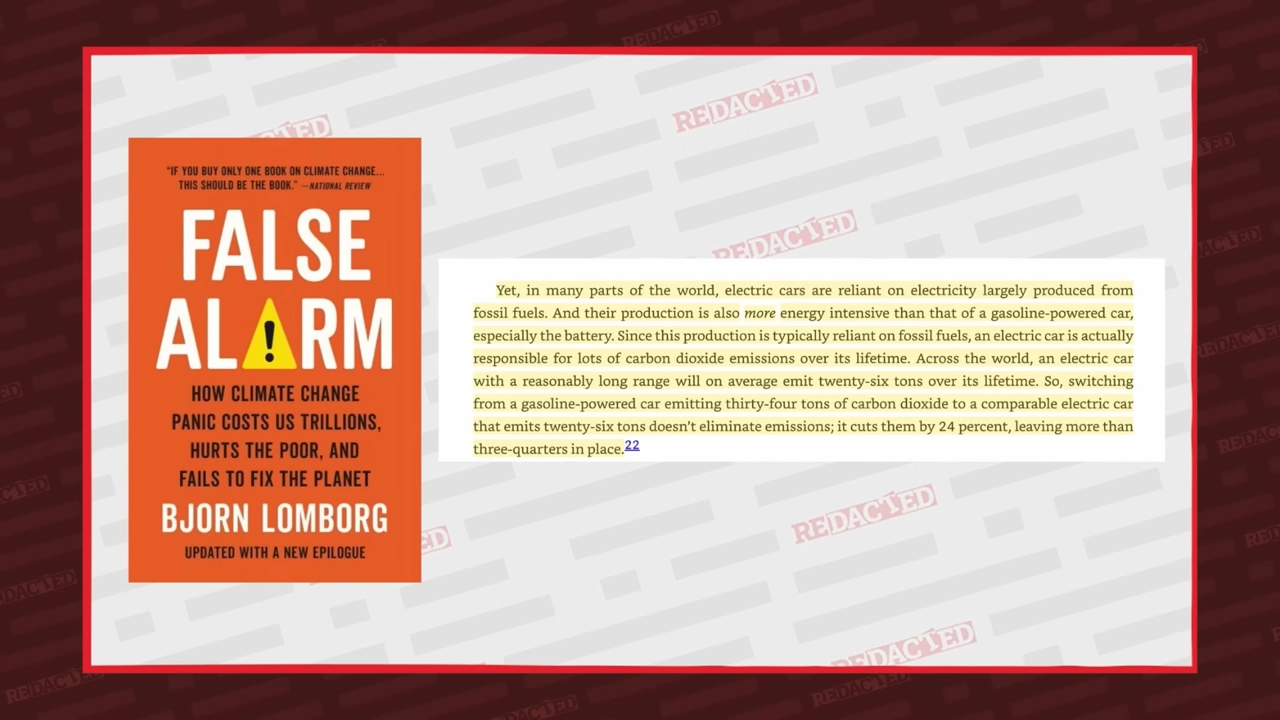 "IF YOU BUY ONLY ONE BOOK ON CLIMATE CHANGE...
THIS SHOULD BE THE BOOK." —NATIONAL REVIEW
FALSE
ALARM
HOW CLIMATE CHANGE
PANIC COSTS US TRILLIONS,
HURTS THE POOR, AND
FAILS TO FIX THE PLANET
BJORN LOMBORG
UPDATED WITH A NEW EPILOGUE
Yet, in many parts of the world, electric cars are reliant on electricity largely produced from
fossil fuels. And their production is also more energy intensive than that of a gasoline-powered car,
especially the battery. Since this production is typically reliant on fossil fuels, an electric car is actually
responsible for lots of carbon dioxide emissions over its lifetime. Across the world, an electric car
with a reasonably long range will on average emit twenty-six tons over its lifetime. So, switching
from a gasoline-powered car emitting thirty-four tons of carbon dioxide to a comparable electric car
that emits twenty-six tons doesn't eliminate emissions; it cuts them by 24 percent, leaving more than
three-quarters in place.22
REDACTED
REDACTED
REDACTED
REDACTED
REDACTED
REDACTED